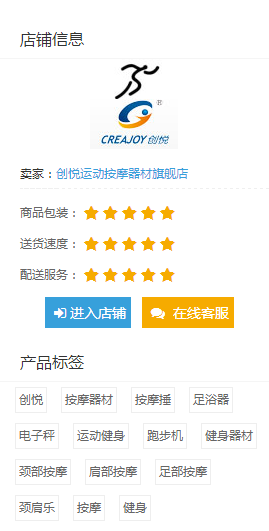 店铺信息
®
CREAJOY创悦
卖家：创悦运动按摩器材旗舰店
商品包装：
送货速度：
配送服务：
进入店铺 在线客服
产品标签
创悦 按摩器材 按摩捶 足浴器
电子秤 运动健身 跑步机 健身器材
颈部按摩 肩部按摩 足部按摩
颈肩乐 按摩 健身